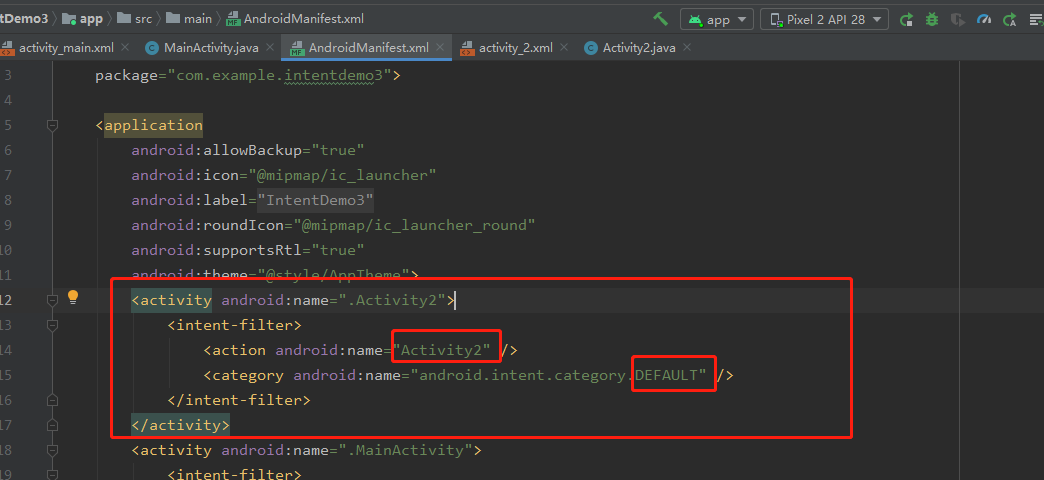 tDemo3 app src main AndroidManifest.xml app Pixel 2 API 28
activity_main.xml MainActivity.java AndroidManifest.xml activity_2.xml Activity2.java
3 package="com.example.intentdemo3">
4
5 <application
6 android:allowBackup="true"
7 android:icon="@mipmap/ic_launcher"
8 android:label="IntentDemo3"
9 android:roundIcon="@mipmap/ic_launcher_round"
10 android:supportsRtl="true"
11 android:theme="@style/AppTheme">
12 <activity android:name=".Activity2">
13 <intent-filter>
14 <action android:name="Activity2" />
15 <category android:name="android.intent.category.DEFAULT" />
16 </intent-filter>
17 </activity>
18 <activity android:name=".MainActivity">
19 <intent-filter>